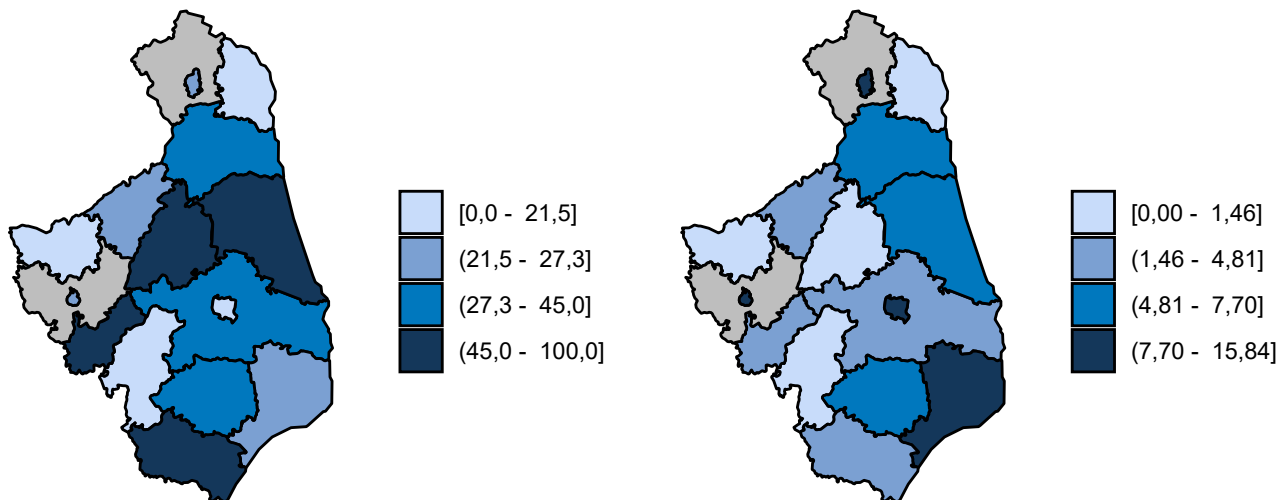 [0,0 - 21,5]
(21,5 - 27,3]
(27,3 - 45,0]
(45,0 - 100,0]
[0,00 - 1,46]
(1,46 - 4,81]
(4,81 - 7,70]
(7,70 - 15,84]